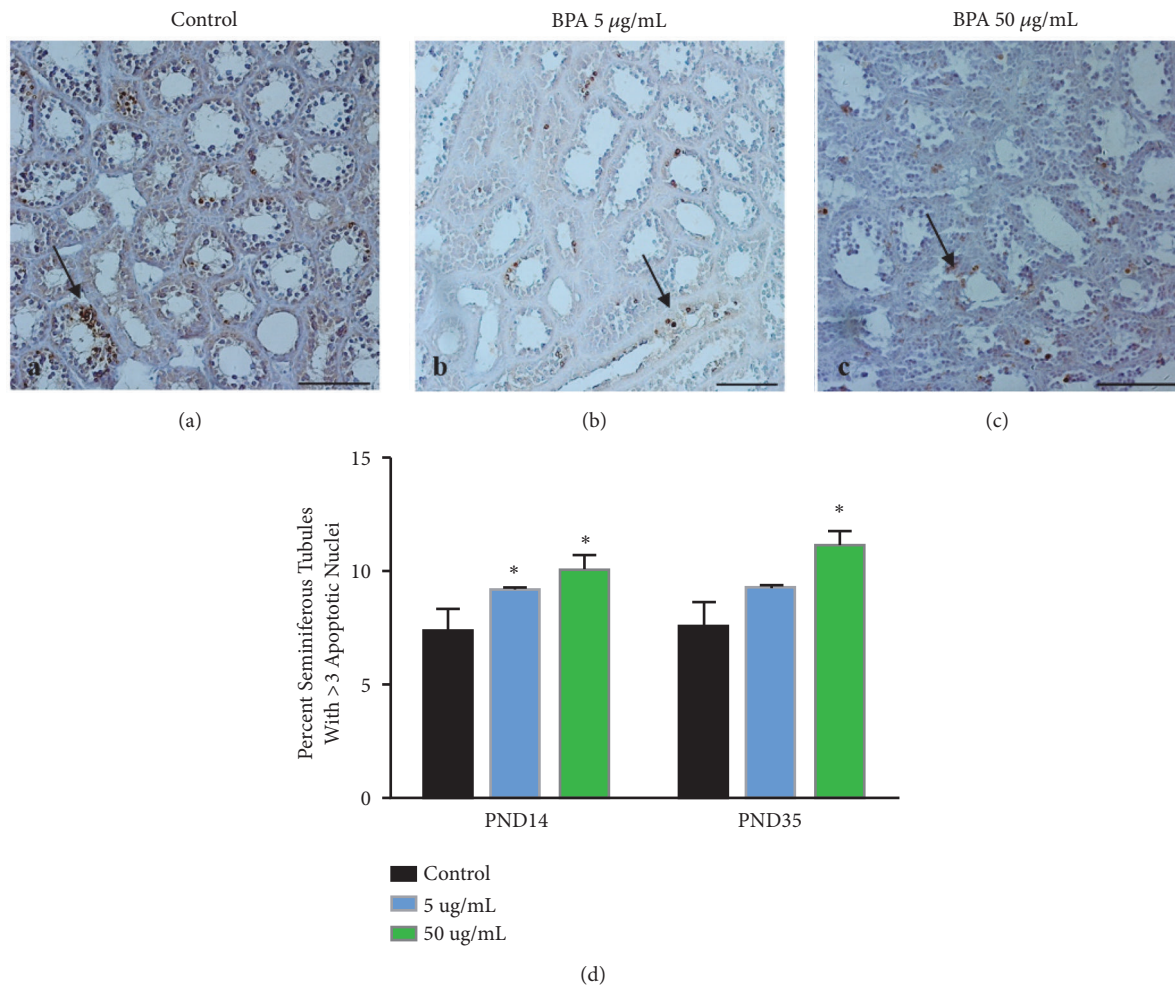 Control
BPA 5 µg/mL
BPA 50 µg/mL
a
b
c
(a)
(b)
(c)
Percent Seminiferous Tubules
With >3 Apoptotic Nuclei
15
10
5
0
*
*
*
PND14
PND35
Control
5 ug/mL
50 ug/mL
(d)